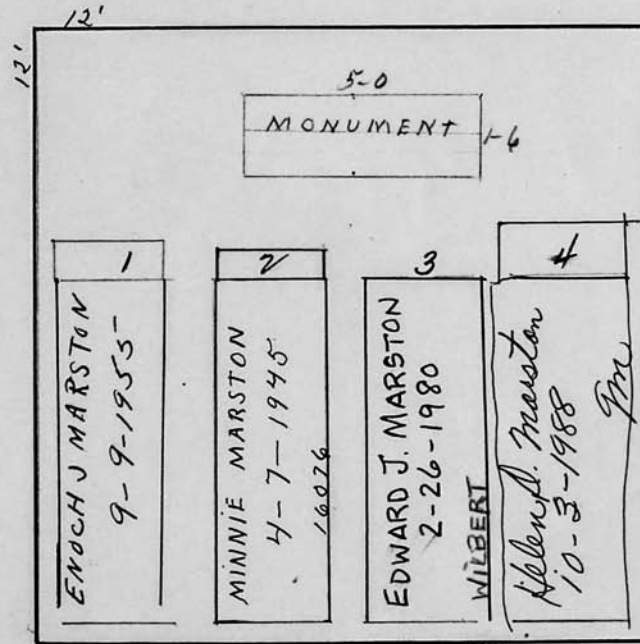 12'
12'
5-0
MONUMENT
1-6
1
ENOCH J MARSTON
9-9-1955
2
MINNIE MARSTON
4-7-1945
16076
3
EDWARD J. MARSTON
2-26-1980
WILBERT
4
Helen D. Marston
10-3-1988